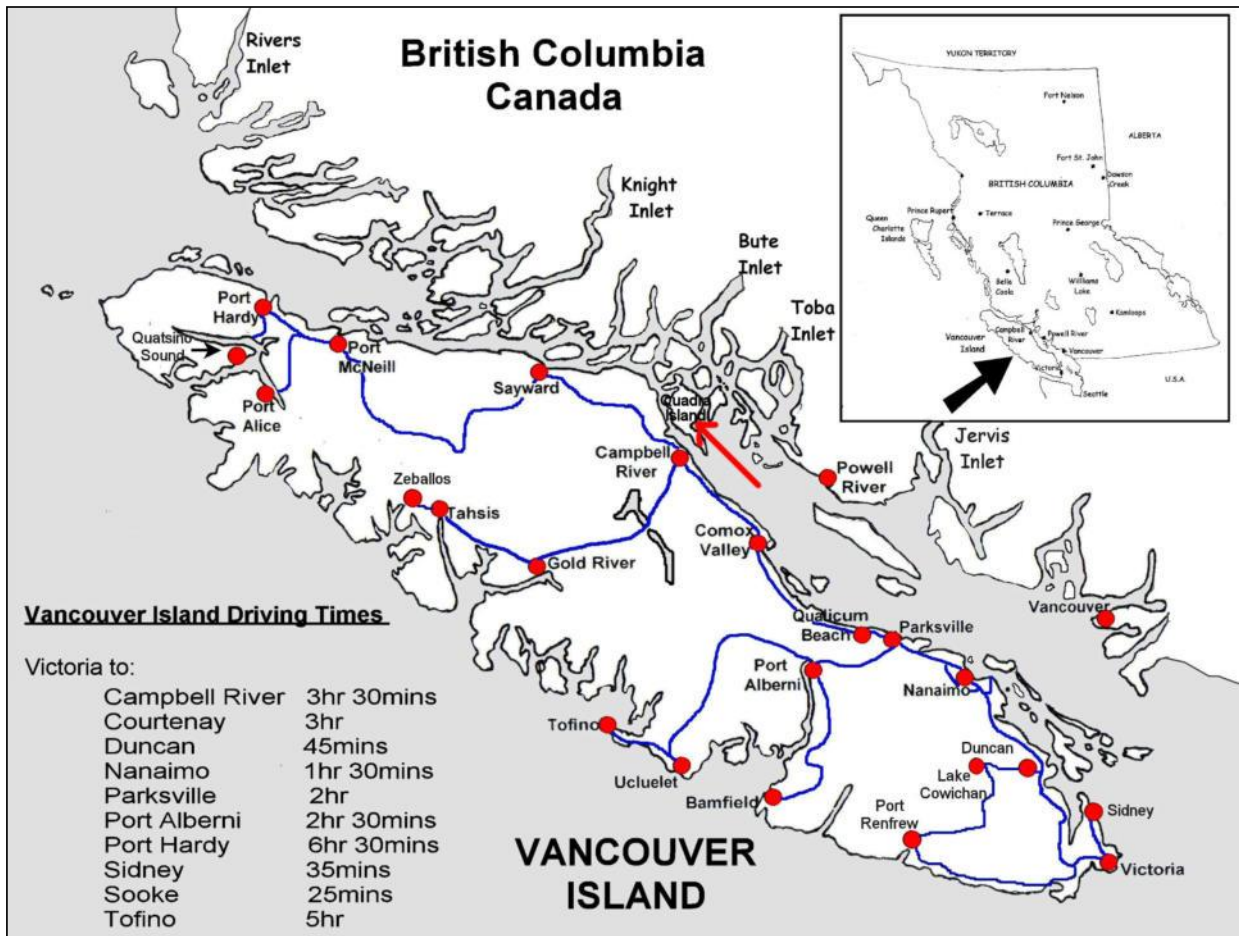 British Columbia
Canada
Rivers
Inlet
Knight
Inlet
Bute
Inlet
Toba
Inlet
Jervis
Inlet
YUKON TERRITORY
Fort Nelson
ALBERTA
Fort St. John
Dawson
Creek
BRITISH COLUMBIA
Prince Rupert
Terrace
Prince George
Queen
Charlotte
Islands
Bella
Coola
Williams
Lake
Kamloops
Campbell
River
Powell River
Vancouver
Island
Vancouver
Victoria
U.S.A
Seattle
Port
Hardy
Quatsino
Sound
Port
McNeill
Port
Alice
Sayward
Quadra
Island
Campbell
River
Powell
River
Zeballos
Tahsis
Gold River
Comox
Valley
Qualicum
Beach
Parksville
Vancouver
Port
Alberni
Nanaimo
Tofino
Ucluelet
Bamfield
Duncan
Lake
Cowichan
Port
Renfrew
Sidney
Victoria
VANCOUVER
ISLAND
Vancouver Island Driving Times
Victoria to:
Campbell River 3hr 30mins
Courtenay 3hr
Duncan 45mins
Nanaimo 1hr 30mins
Parksville 2hr
Port Alberni 2hr 30mins
Port Hardy 6hr 30mins
Sidney 35mins
Sooke 25mins
Tofino 5hr